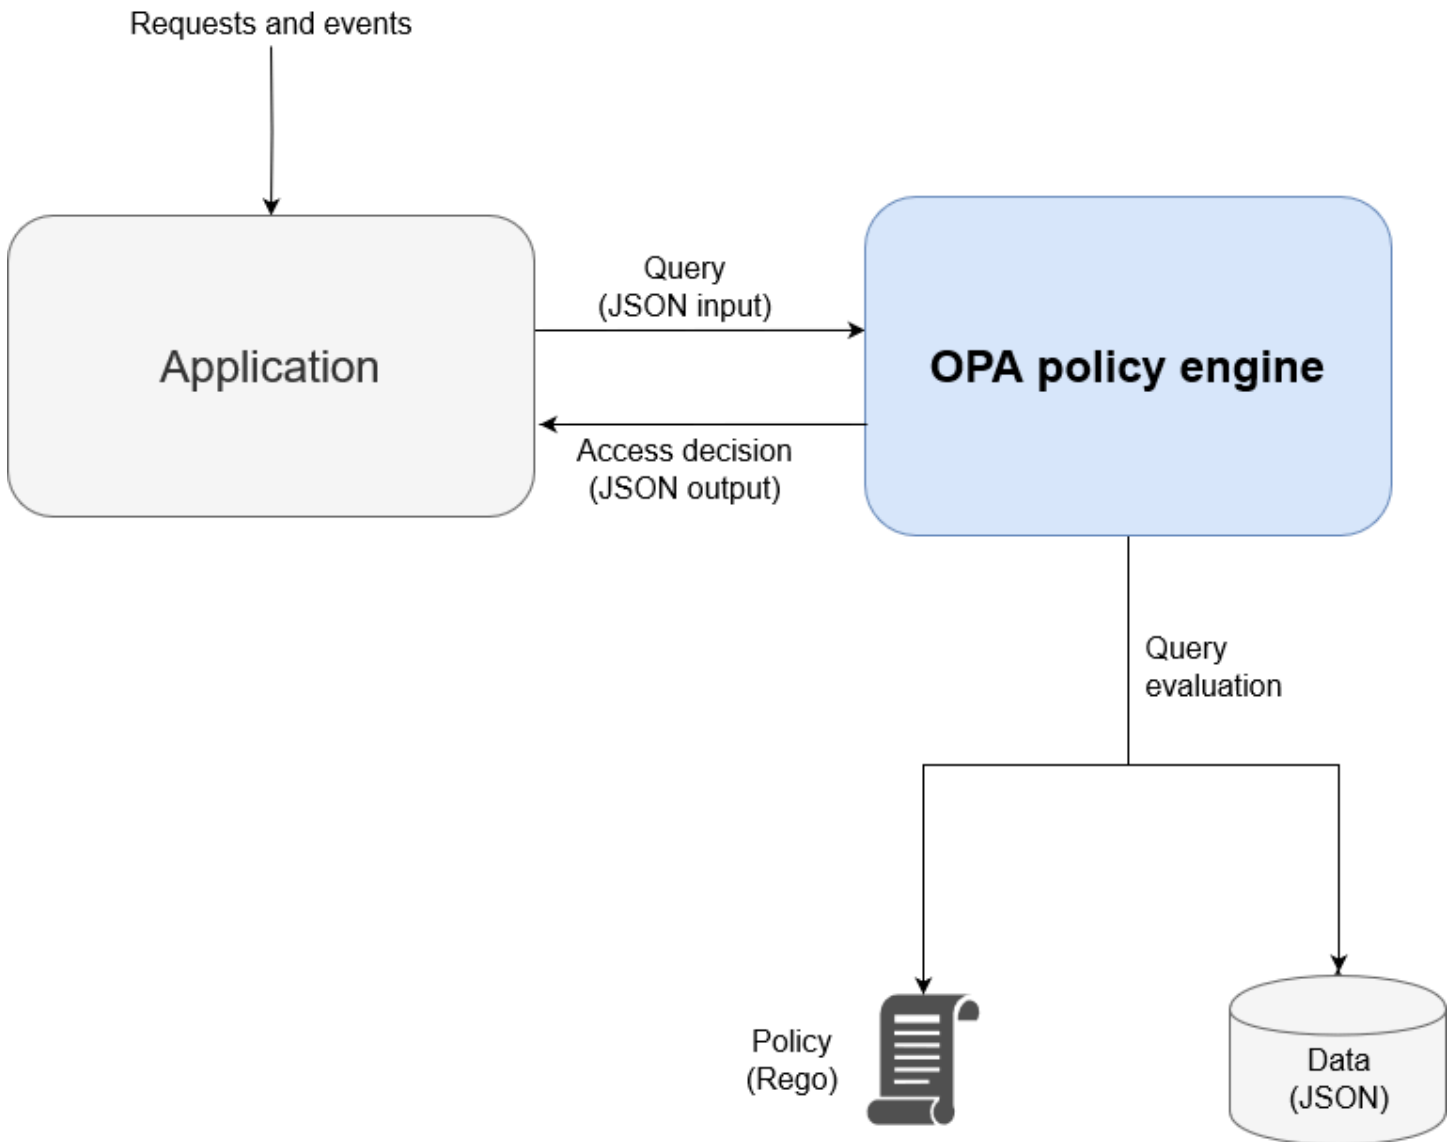 Requests and events
Application
Query
(JSON input)
OPA policy engine
Access decision
(JSON output)
Query
evaluation
Policy
(Rego)
Data
(JSON)